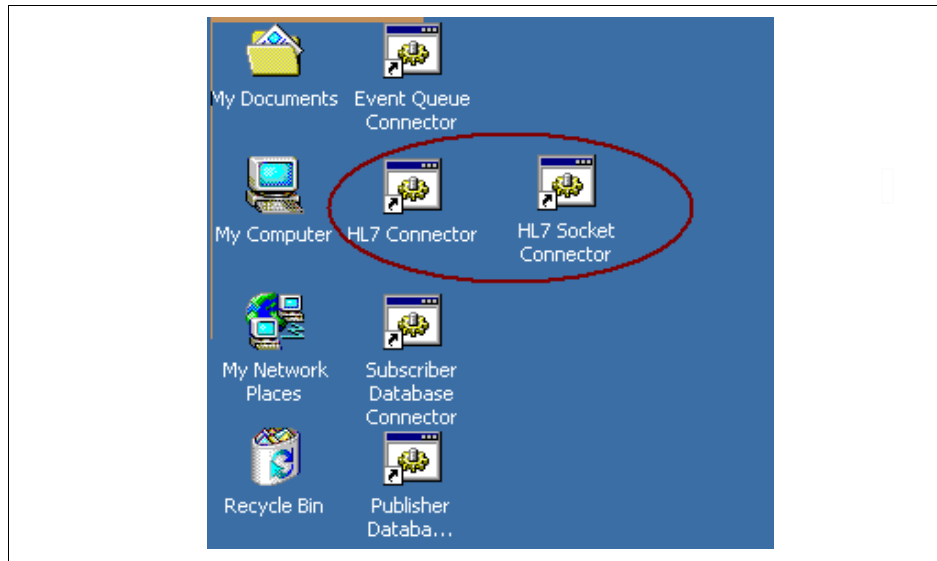 My Documents
Event Queue
Connector
My Computer
HL7 Connector
HL7 Socket
Connector
My Network
Places
Subscriber
Database
Connector
Recycle Bin
Publisher
Databa...